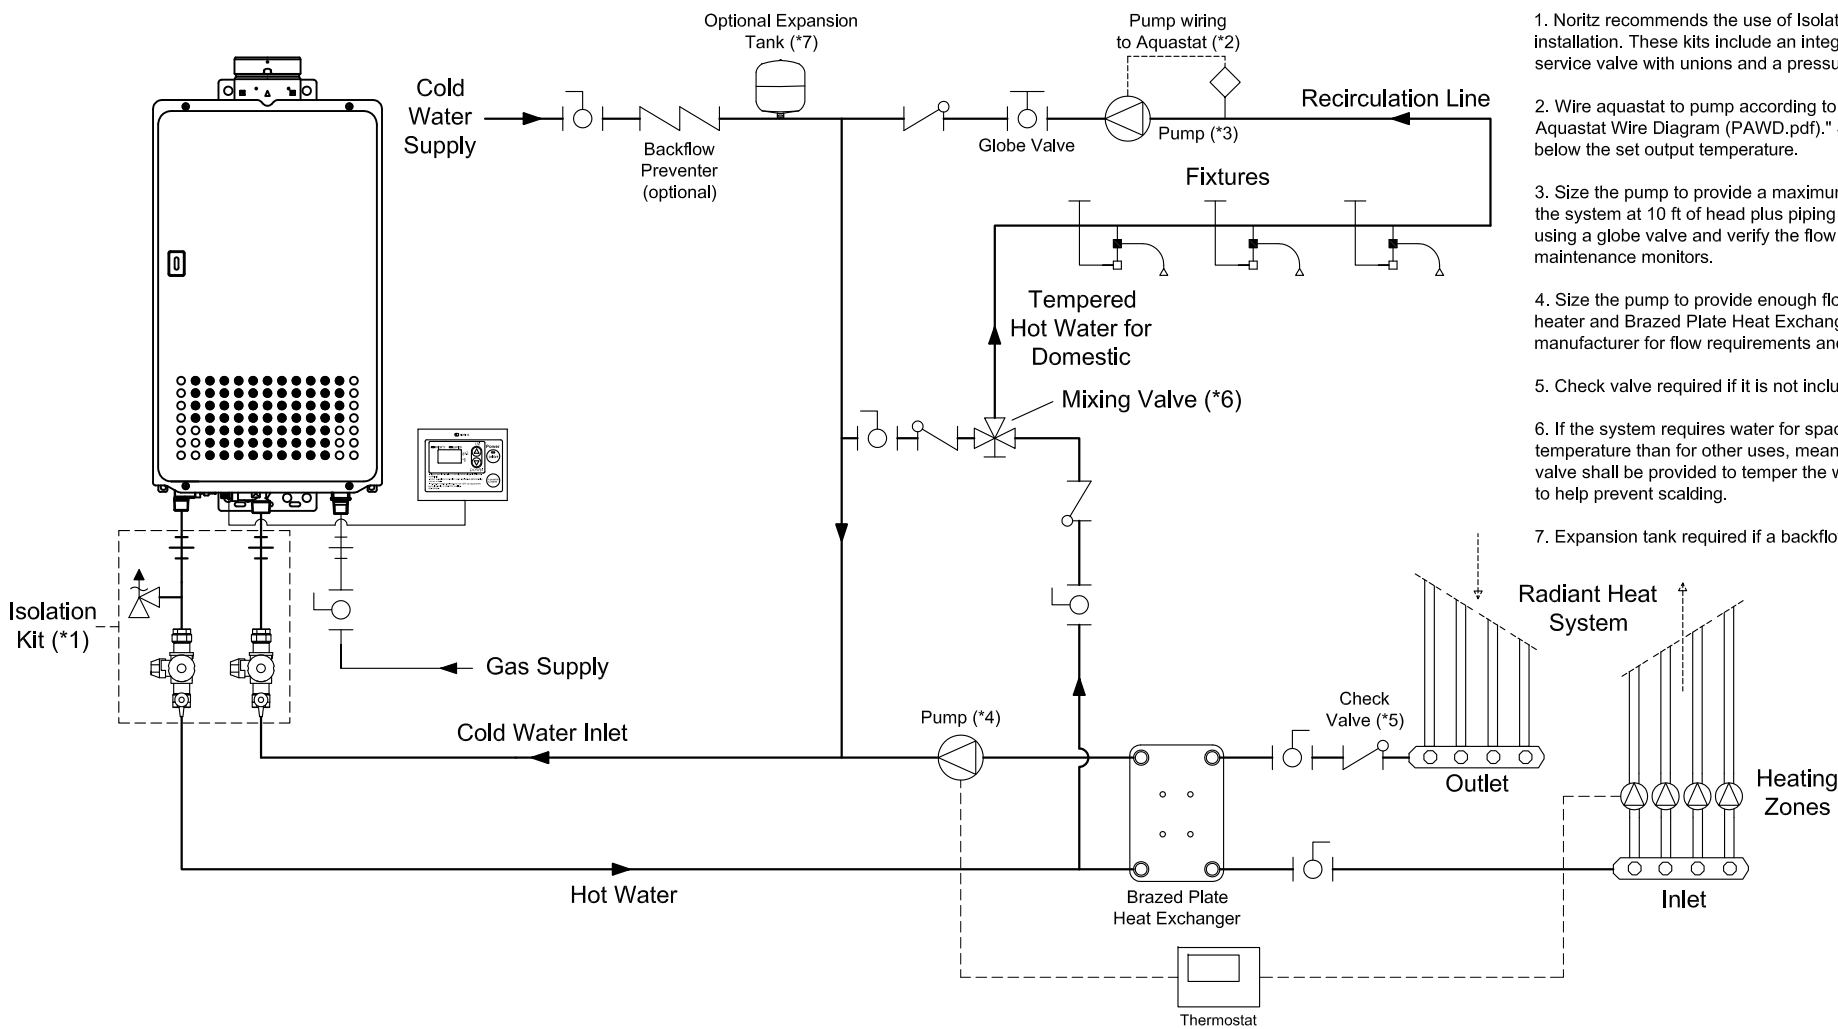 Optional Expansion
Tank (*7)
Pump wiring
to Aquastat (*2)
Cold
Water
Supply
Recirculation Line
Backflow
Preventer
(optional)
Globe Valve
Pump (*3)
Fixtures
Tempered
Hot Water for
Domestic
Mixing Valve (*6)
1. Noritz recommends the use of Isolat
installation. These kits include an integ
service valve with unions and a pressu
2. Wire aquastat to pump according to
Aquastat Wire Diagram (PAWD.pdf)."
below the set output temperature.
3. Size the pump to provide a maximum
the system at 10 ft of head plus piping
using a globe valve and verify the flow
maintenance monitors.
4. Size the pump to provide enough flo
heater and Brazed Plate Heat Exchang
manufacturer for flow requirements and
5. Check valve required if it is not inclu
6. If the system requires water for spac
temperature than for other uses, mean
valve shall be provided to temper the w
to help prevent scalding.
7. Expansion tank required if a backflo
Isolation
Kit (*1)
Gas Supply
Radiant Heat
System
Cold Water Inlet
Pump (*4)
Check
Valve (*5)
Outlet
Heating
Zones
Hot Water
Brazed Plate
Heat Exchanger
Inlet
Thermostat